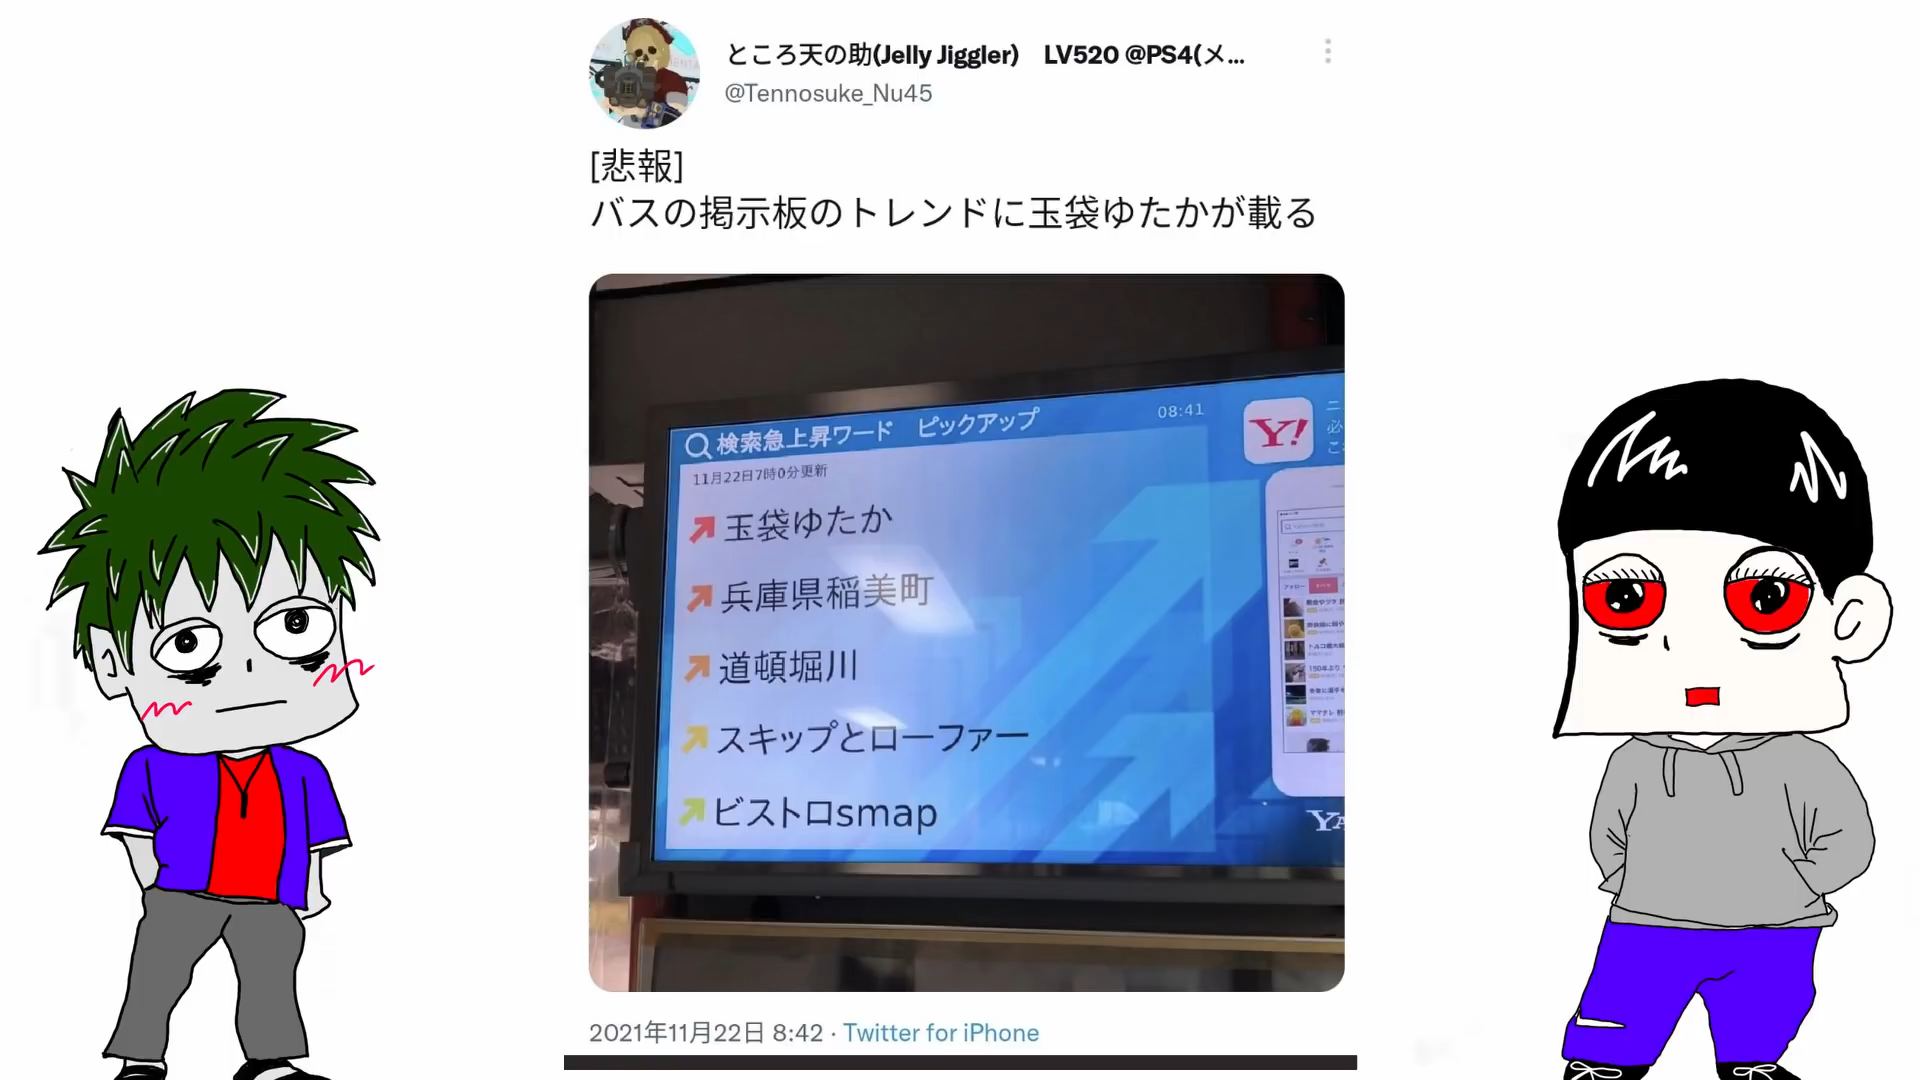 ところ天の助(Jelly Jiggler) LV520 @PS4(メ...
@Tennosuke_Nu45
[悲報]
バスの掲示板のトレンドに玉袋ゆたかが載る
検索急上昇ワード ピックアップ
08:41
Y!
11月22日7時0分更新
玉袋ゆたか
兵庫県稲美町
道頓堀川
スキップとローファー
ビストロsmap
2021年11月22日 8:42 · Twitter for iPhone